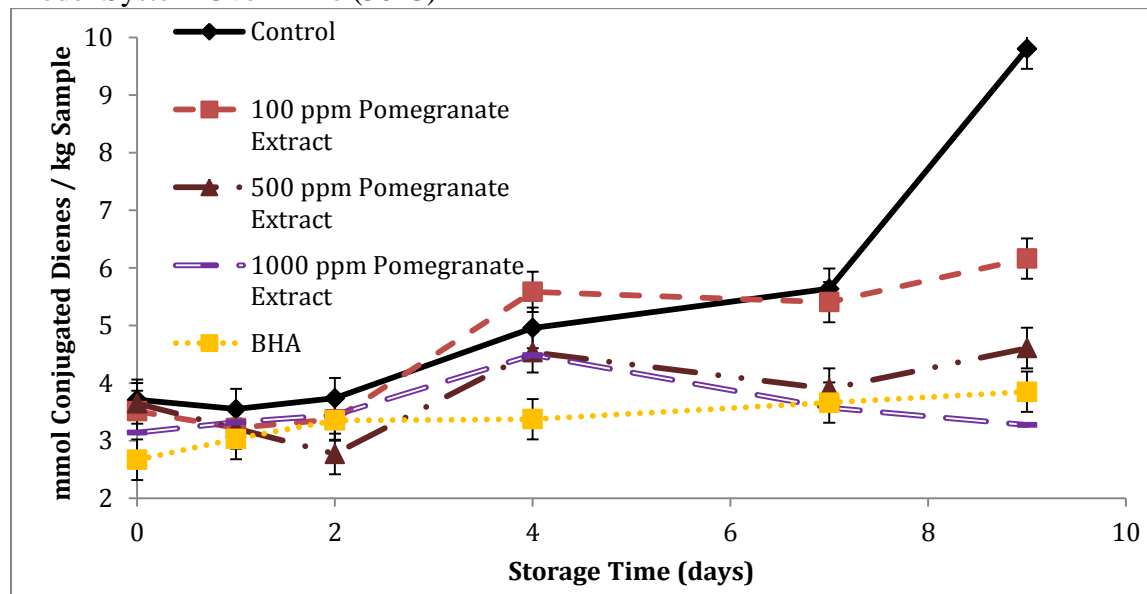 Control
100 ppm Pomegranate
Extract
500 ppm Pomegranate
Extract
1000 ppm Pomegranate
Extract
BHA
mmol Conjugated Dienes / kg Sample
10
9
8
7
6
5
4
3
2
0
2
4
6
8
10
Storage Time (days)